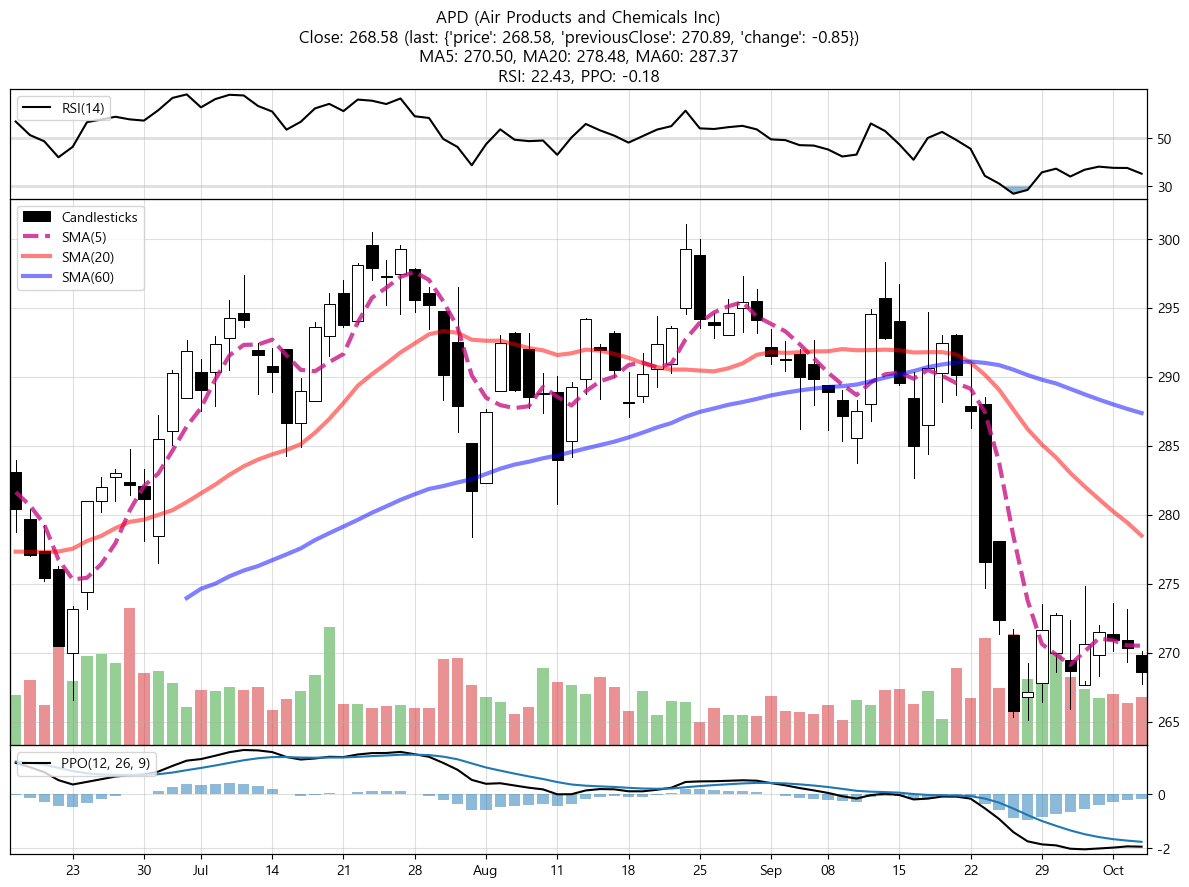 APD (Air Products and Chemicals Inc)
Close: 268.58 (last: {'price': 268.58, 'previousClose': 270.89, 'change': -0.85})
MA5: 270.50, MA20: 278.48, MA60: 287.37
RSI: 22.43, PPO: -0.18
RSI(14)
50
30
Candlesticks
SMA(5)
SMA(20)
SMA(60)
300
295
290
285
280
275
270
265
PPO(12, 26, 9)
0
-2
23 30 Jul 14 21 28 Aug 11 18 25 Sep 08 15 22 29 Oct